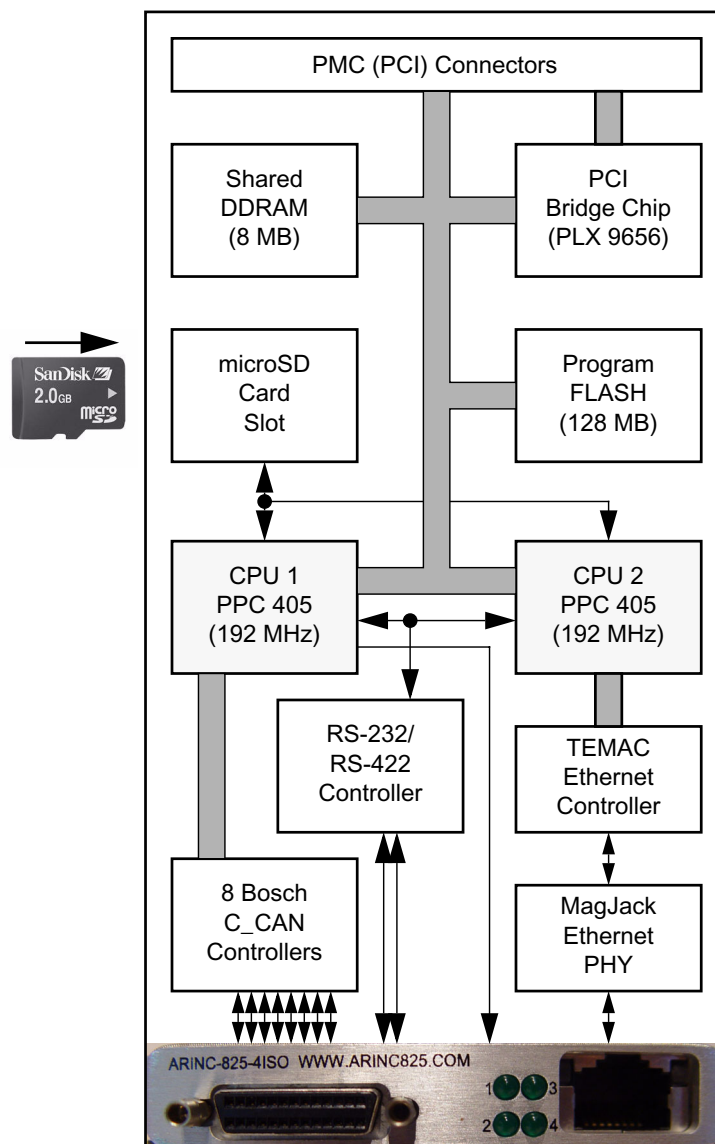 PMC (PCI) Connectors
Shared
DDRAM
(8 MB)
PCI
Bridge Chip
(PLX 9656)
SanDisk
2.0GB
micro
SD
microSD
Card
Slot
Program
FLASH
(128 MB)
CPU 1
PPC 405
(192 MHz)
CPU 2
PPC 405
(192 MHz)
RS-232/
RS-422
Controller
TEMAC
Ethernet
Controller
8 Bosch
C_CAN
Controllers
MagJack
Ethernet
PHY
ARINC-825-4ISO WWW.ARINC825.COM
1 3
2 4